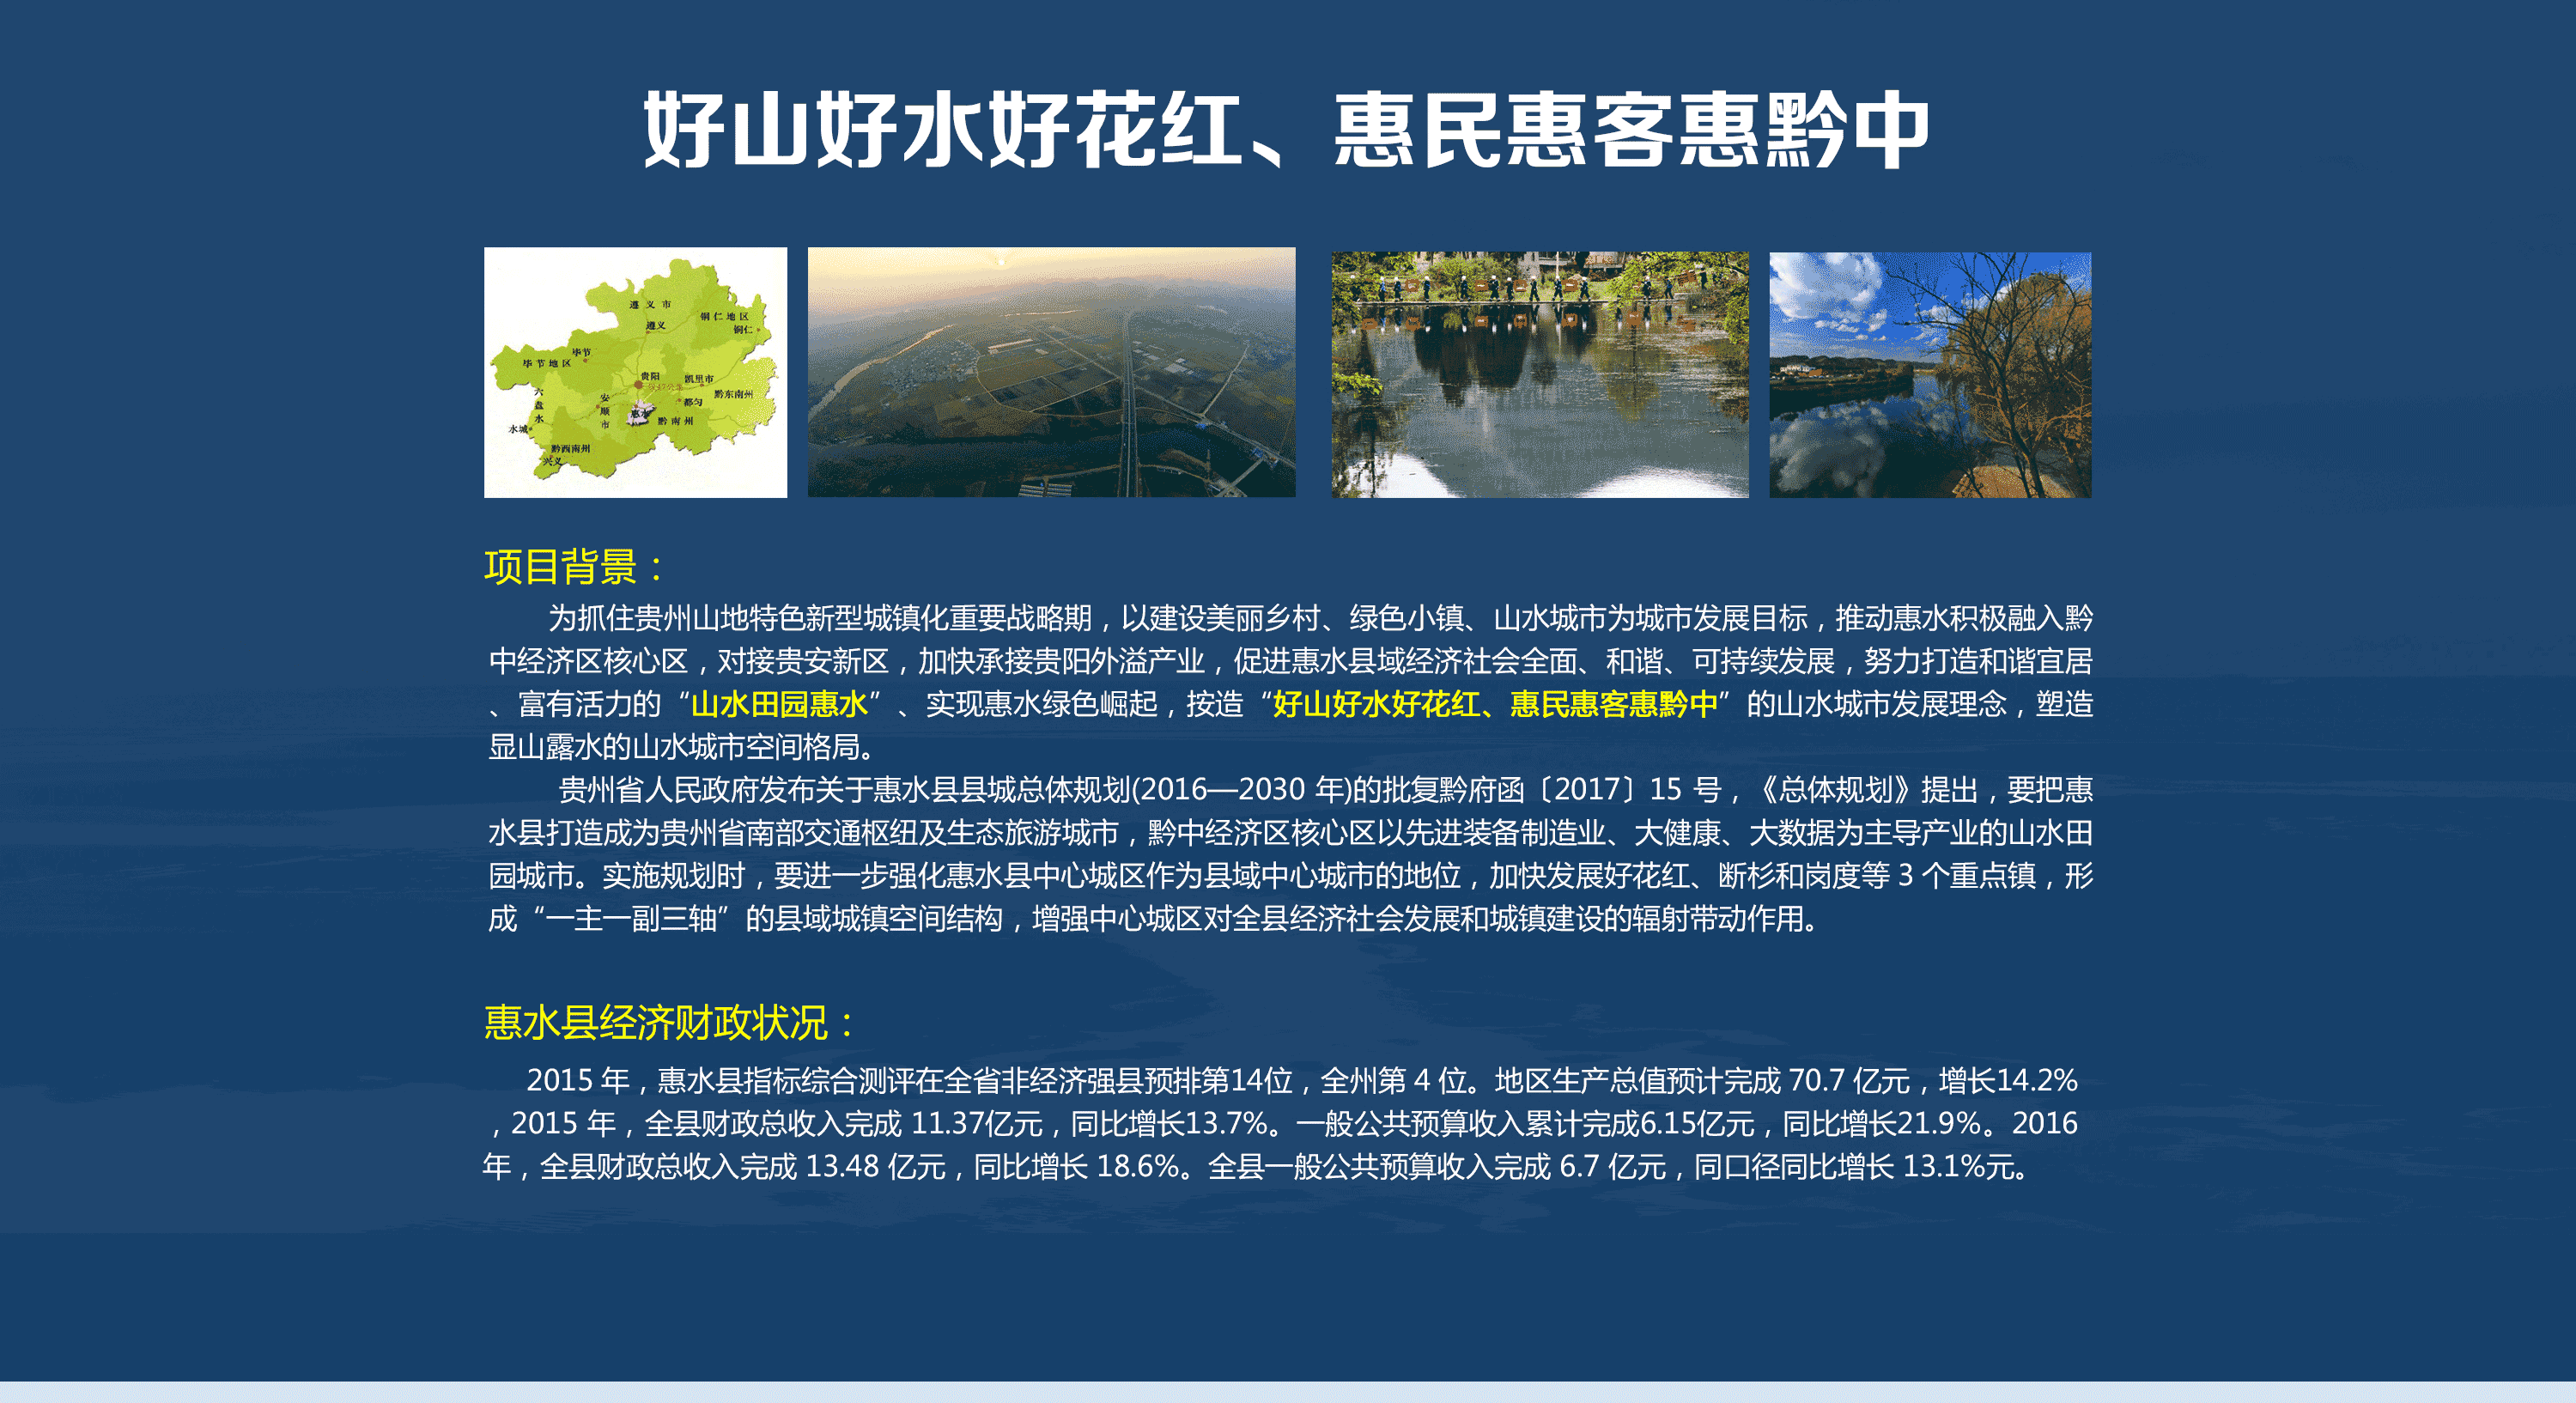 好山好水好花红、惠民惠客惠黔中
遵义市
遵义
铜仁地区
铜仁
毕节
毕节地区
贵阳
凯里市
黔东南州
六盘水
安顺市
都匀
惠水
黔南州
水城
黔西南州
兴义
项目背景：
为抓住贵州山地特色新型城镇化重要战略期，以建设美丽乡村、绿色小镇、山水城市为城市发展目标，推动惠水积极融入黔
中经济区核心区，对接贵安新区，加快承接贵阳外溢产业，促进惠水县域经济社会全面、和谐、可持续发展，努力打造和谐宜居
、富有活力的“山水田园惠水”、实现惠水绿色崛起，按造“好山好水好花红、惠民惠客惠黔中”的山水城市发展理念，塑造
显山露水的山水城市空间格局。
贵州省人民政府发布关于惠水县县城总体规划(2016—2030 年)的批复黔府函〔2017〕15 号，《总体规划》提出，要把惠
水县打造成为贵州省南部交通枢纽及生态旅游城市，黔中经济区核心区以先进装备制造业、大健康、大数据为主导产业的山水田
园城市。实施规划时，要进一步强化惠水县中心城区作为县域中心城市的地位，加快发展好花红、断杉和岗度等 3 个重点镇，形
成“一主一副三轴”的县域城镇空间结构，增强中心城区对全县经济社会发展和城镇建设的辐射带动作用。
惠水县经济财政状况：
2015 年，惠水县指标综合测评在全省非经济强县预排第14位，全州第 4 位。地区生产总值预计完成 70.7 亿元，增长14.2%
，2015 年，全县财政总收入完成 11.37亿元，同比增长13.7%。一般公共预算收入累计完成6.15亿元，同比增长21.9%。2016
年，全县财政总收入完成 13.48 亿元，同比增长 18.6%。全县一般公共预算收入完成 6.7 亿元，同口径同比增长 13.1%元。